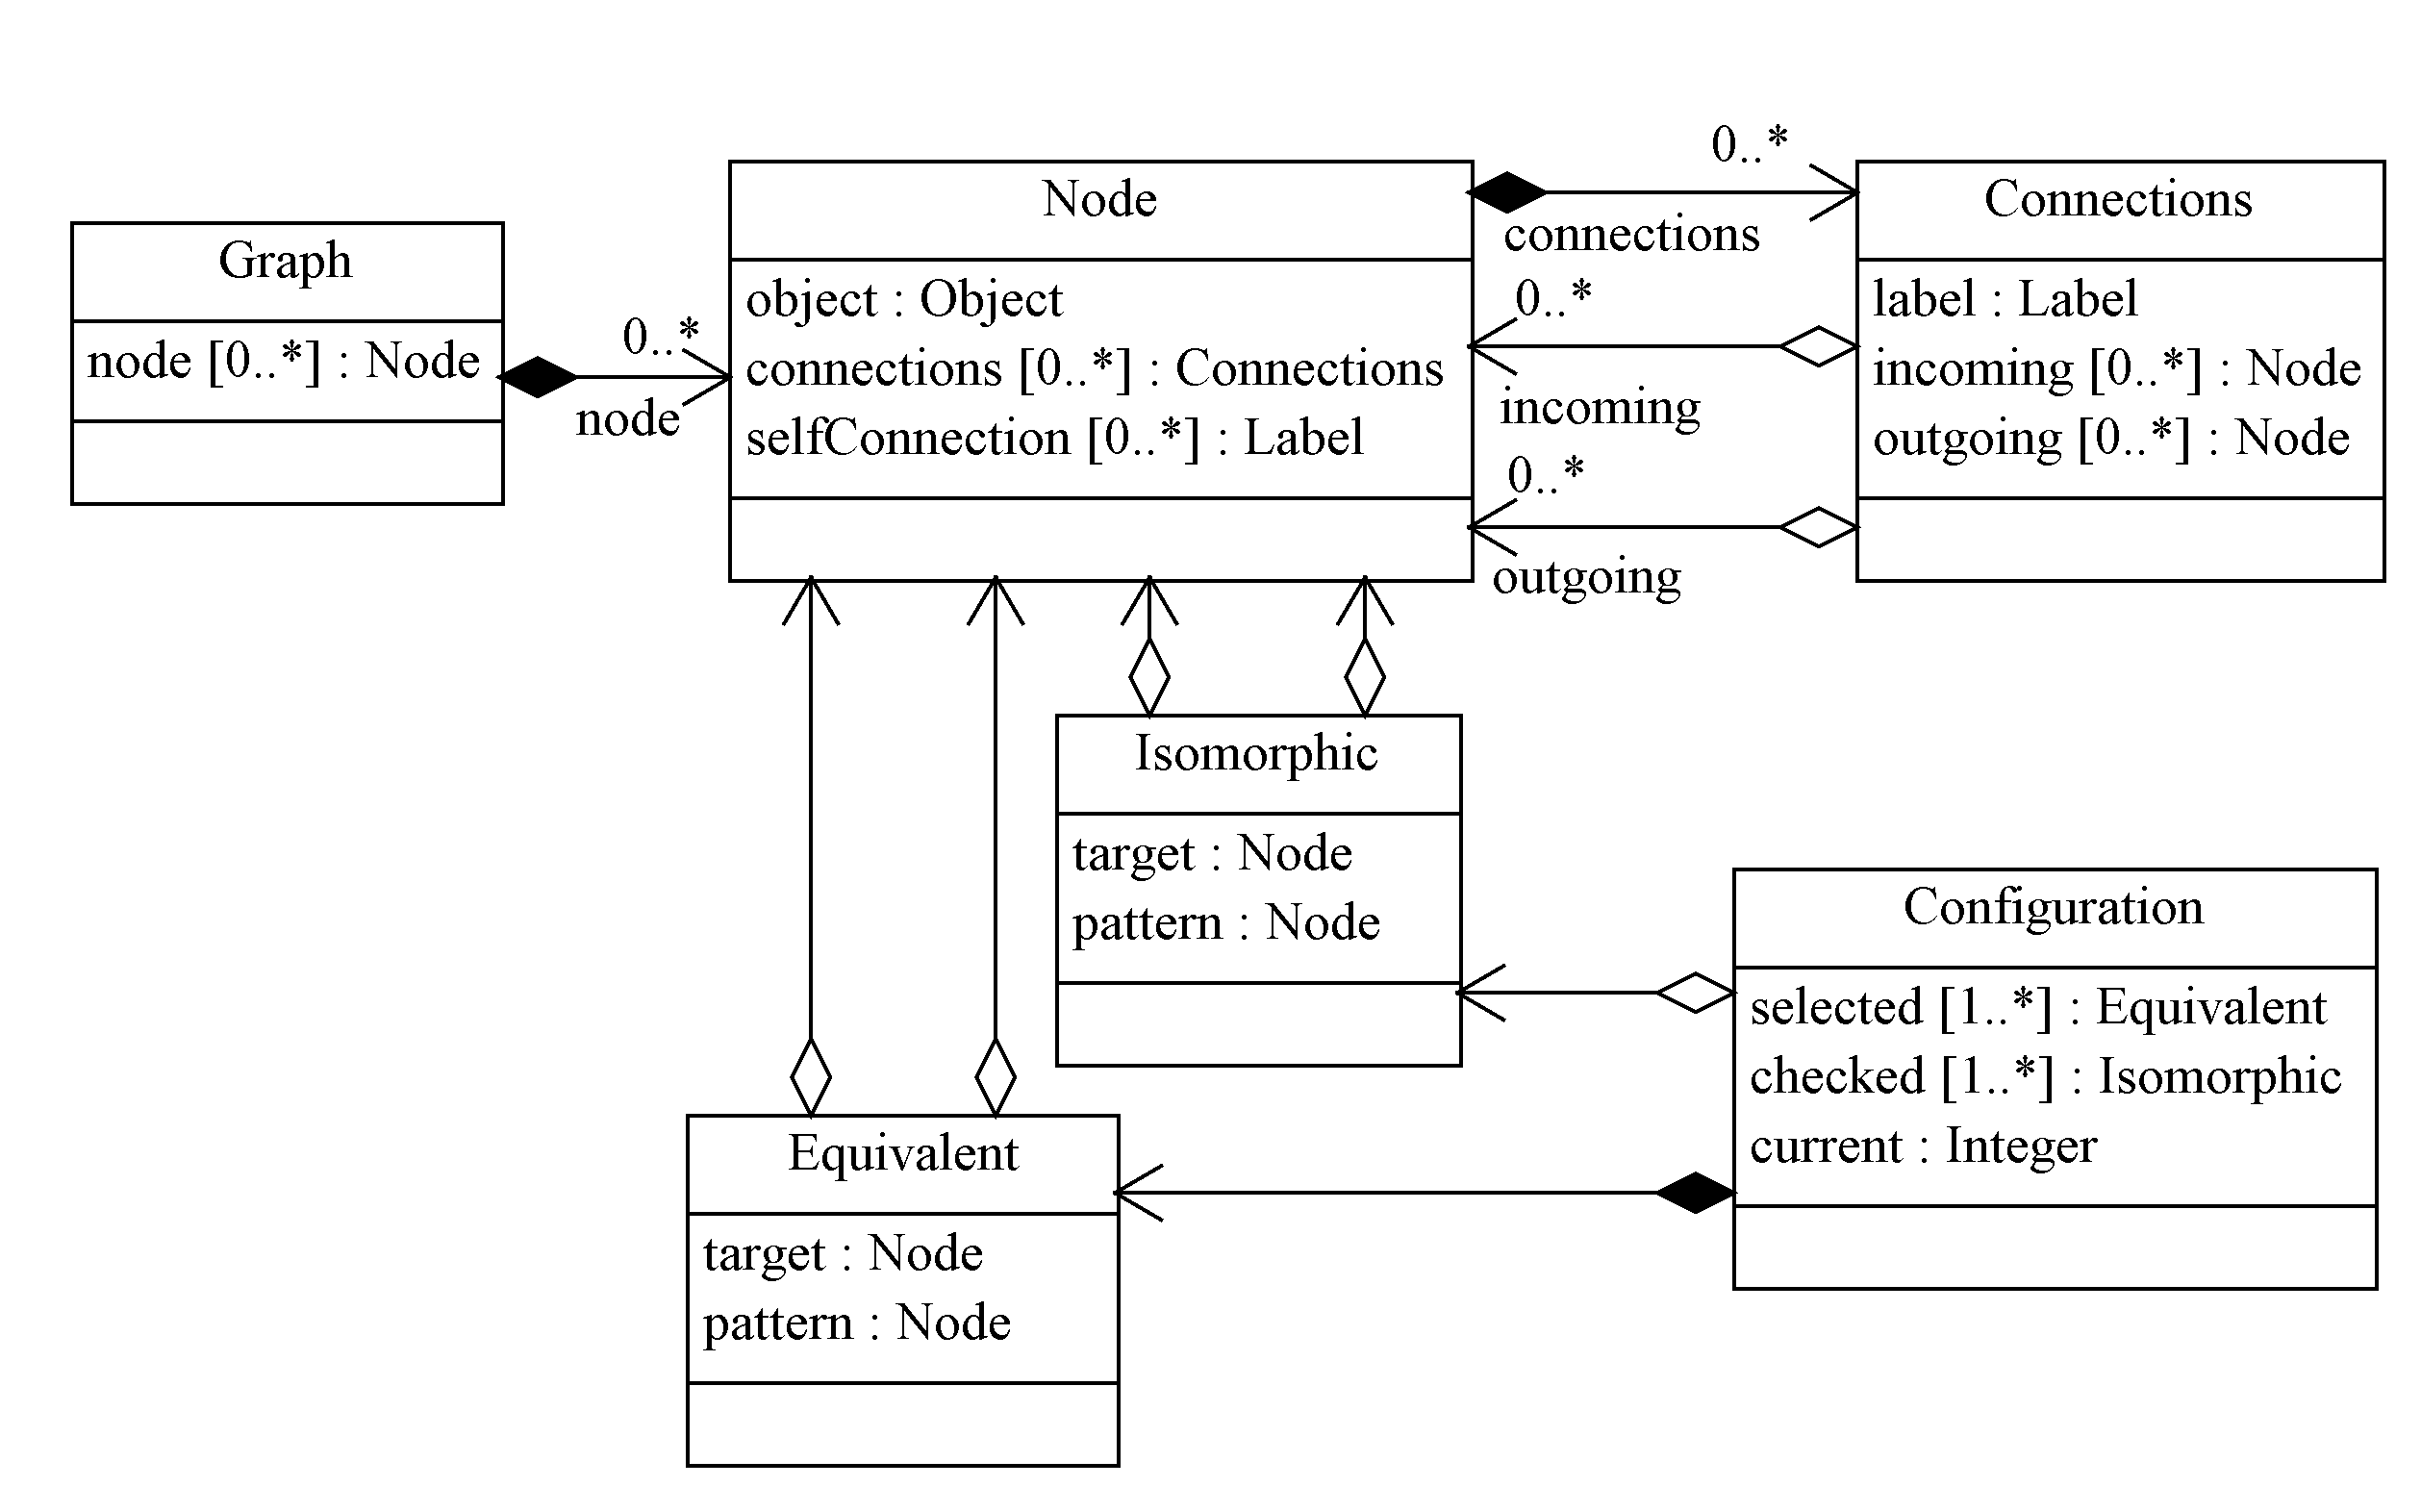 Graph
node [0..*] : Node
0..*
node
Node
object : Object
connections [0..*] : Connections
selfConnection [0..*] : Label
0..*
connections
0..*
incoming
0..*
outgoing
Connections
label : Label
incoming [0..*] : Node
outgoing [0..*] : Node
Isomorphic
target : Node
pattern : Node
Configuration
selected [1..*] : Equivalent
checked [1..*] : Isomorphic
current : Integer
Equivalent
target : Node
pattern : Node